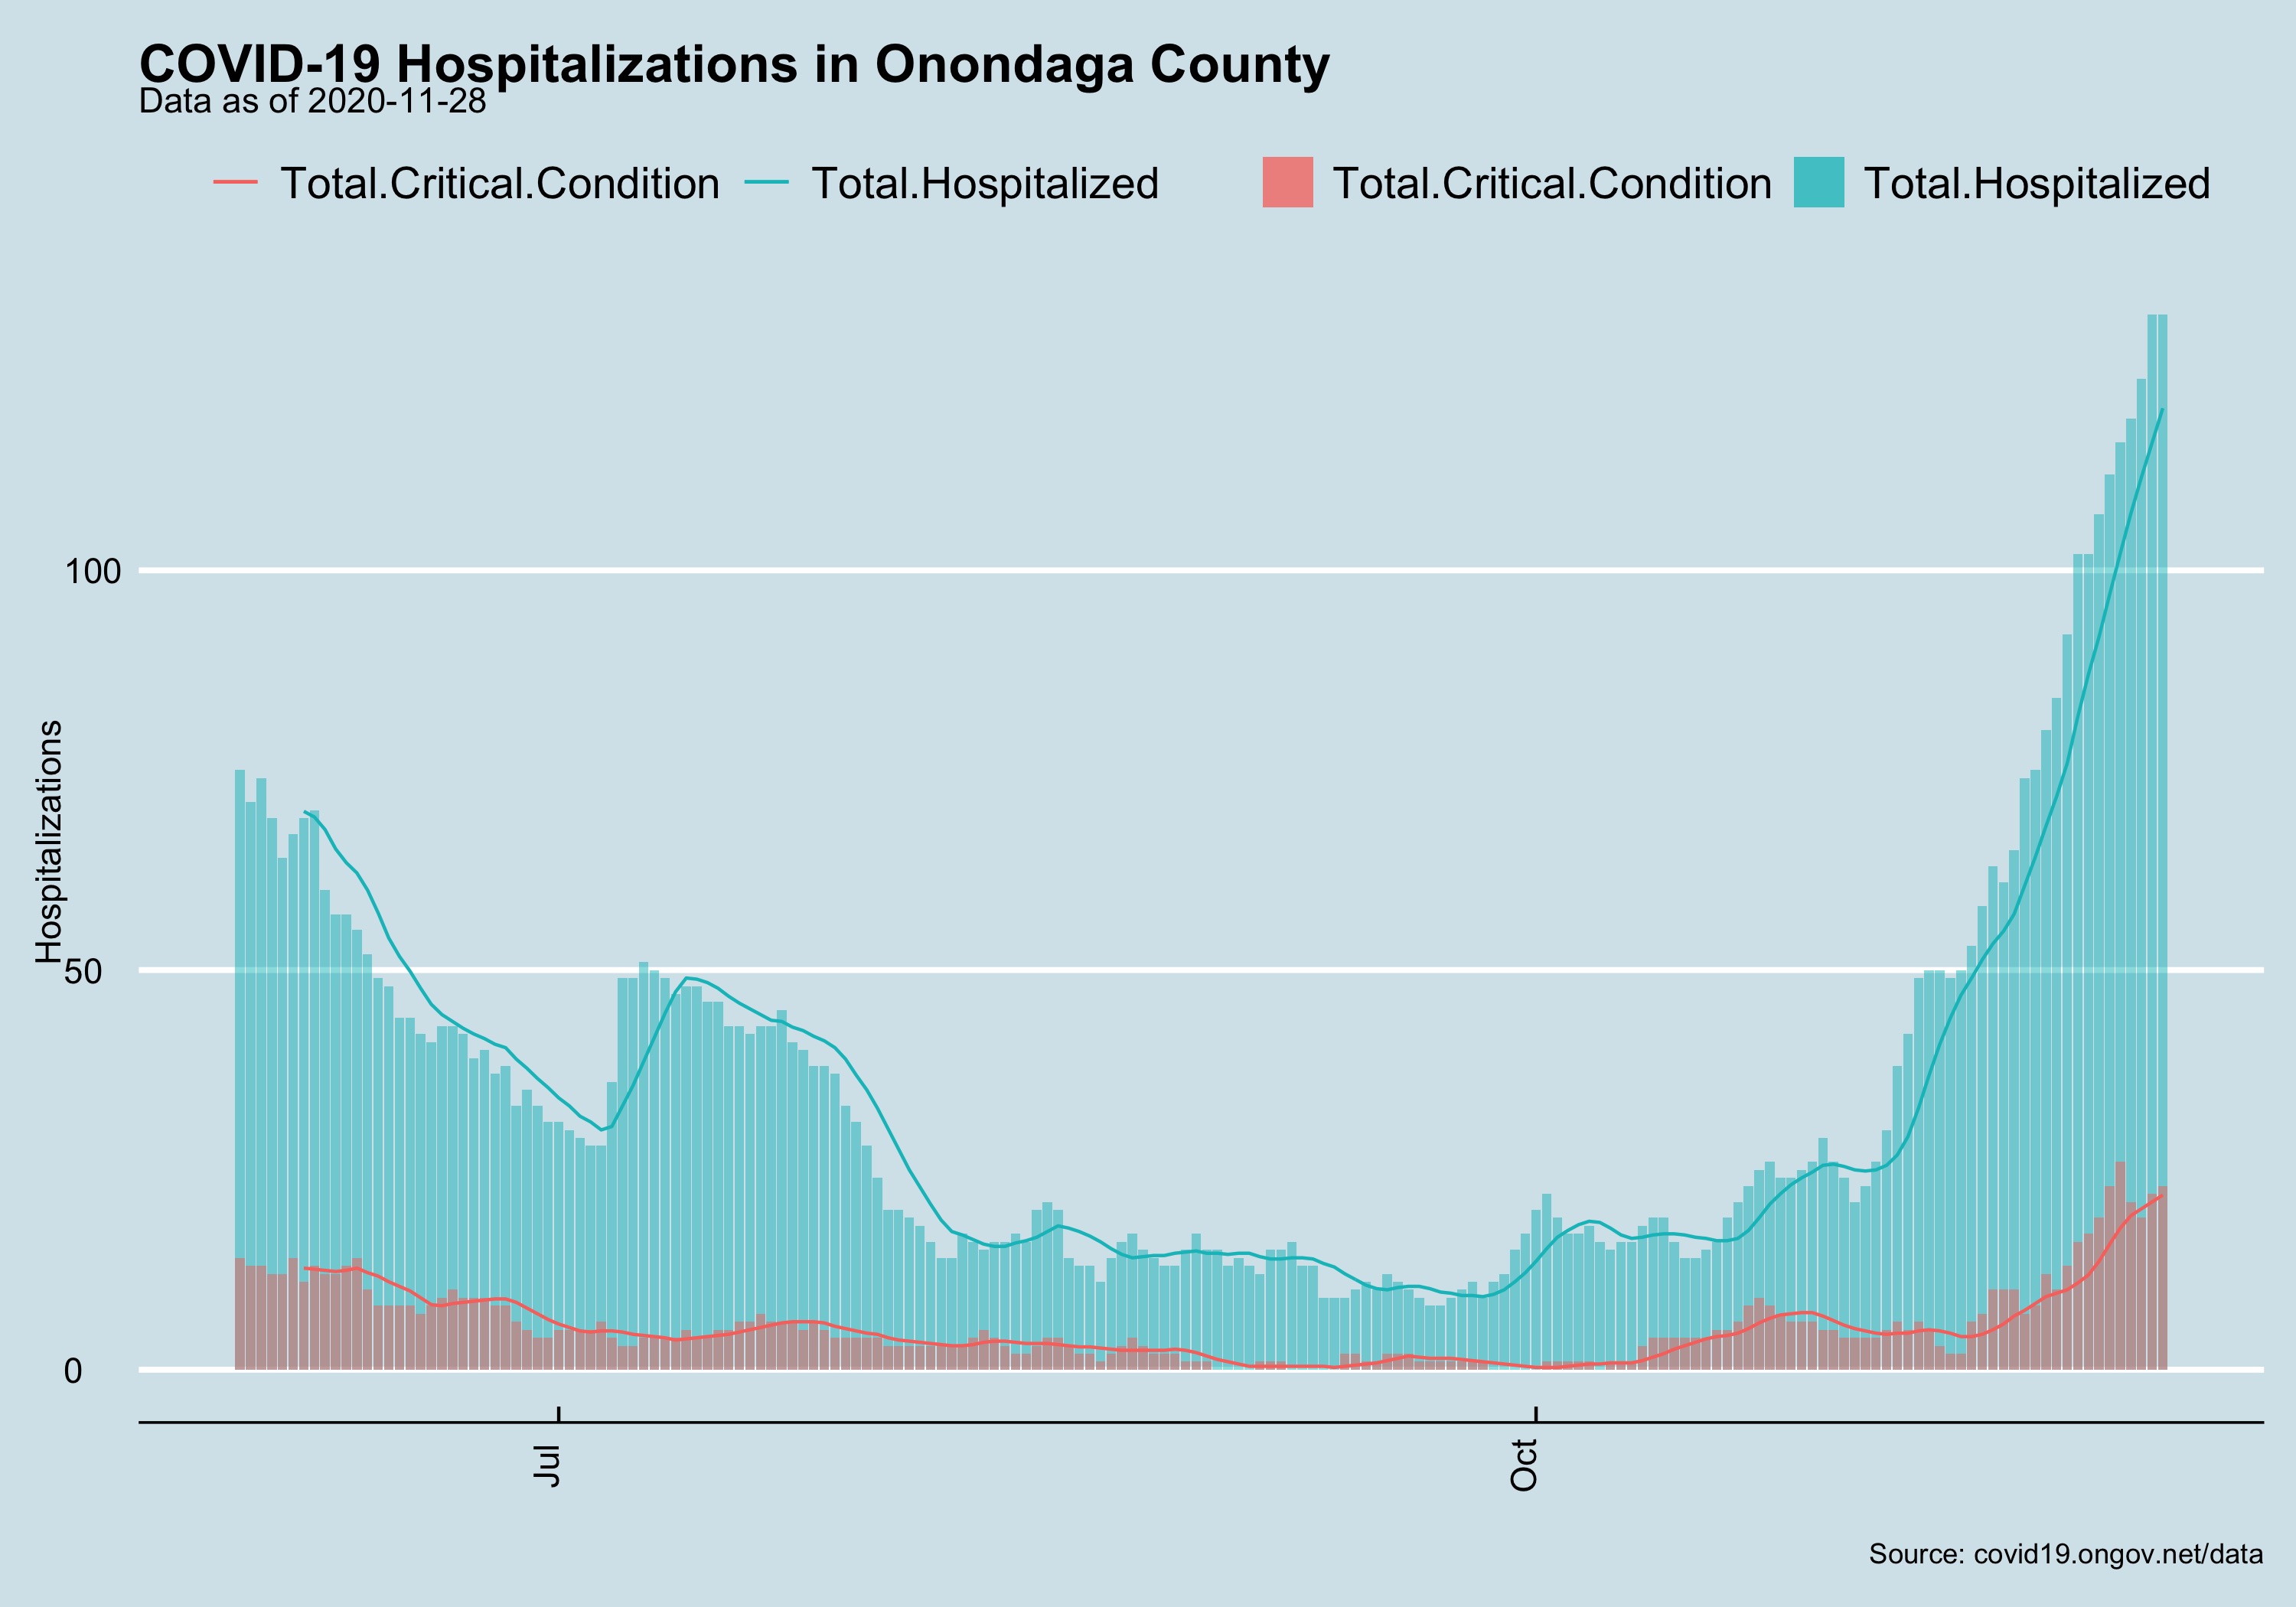 COVID-19 Hospitalizations in Onondaga County
Data as of 2020-11-28
Total.Critical.Condition Total.Hospitalized Total.Critical.Condition Total.Hospitalized
Hospitalizations
100
50
0
Jul Oct
Source: covid19.ongov.net/data